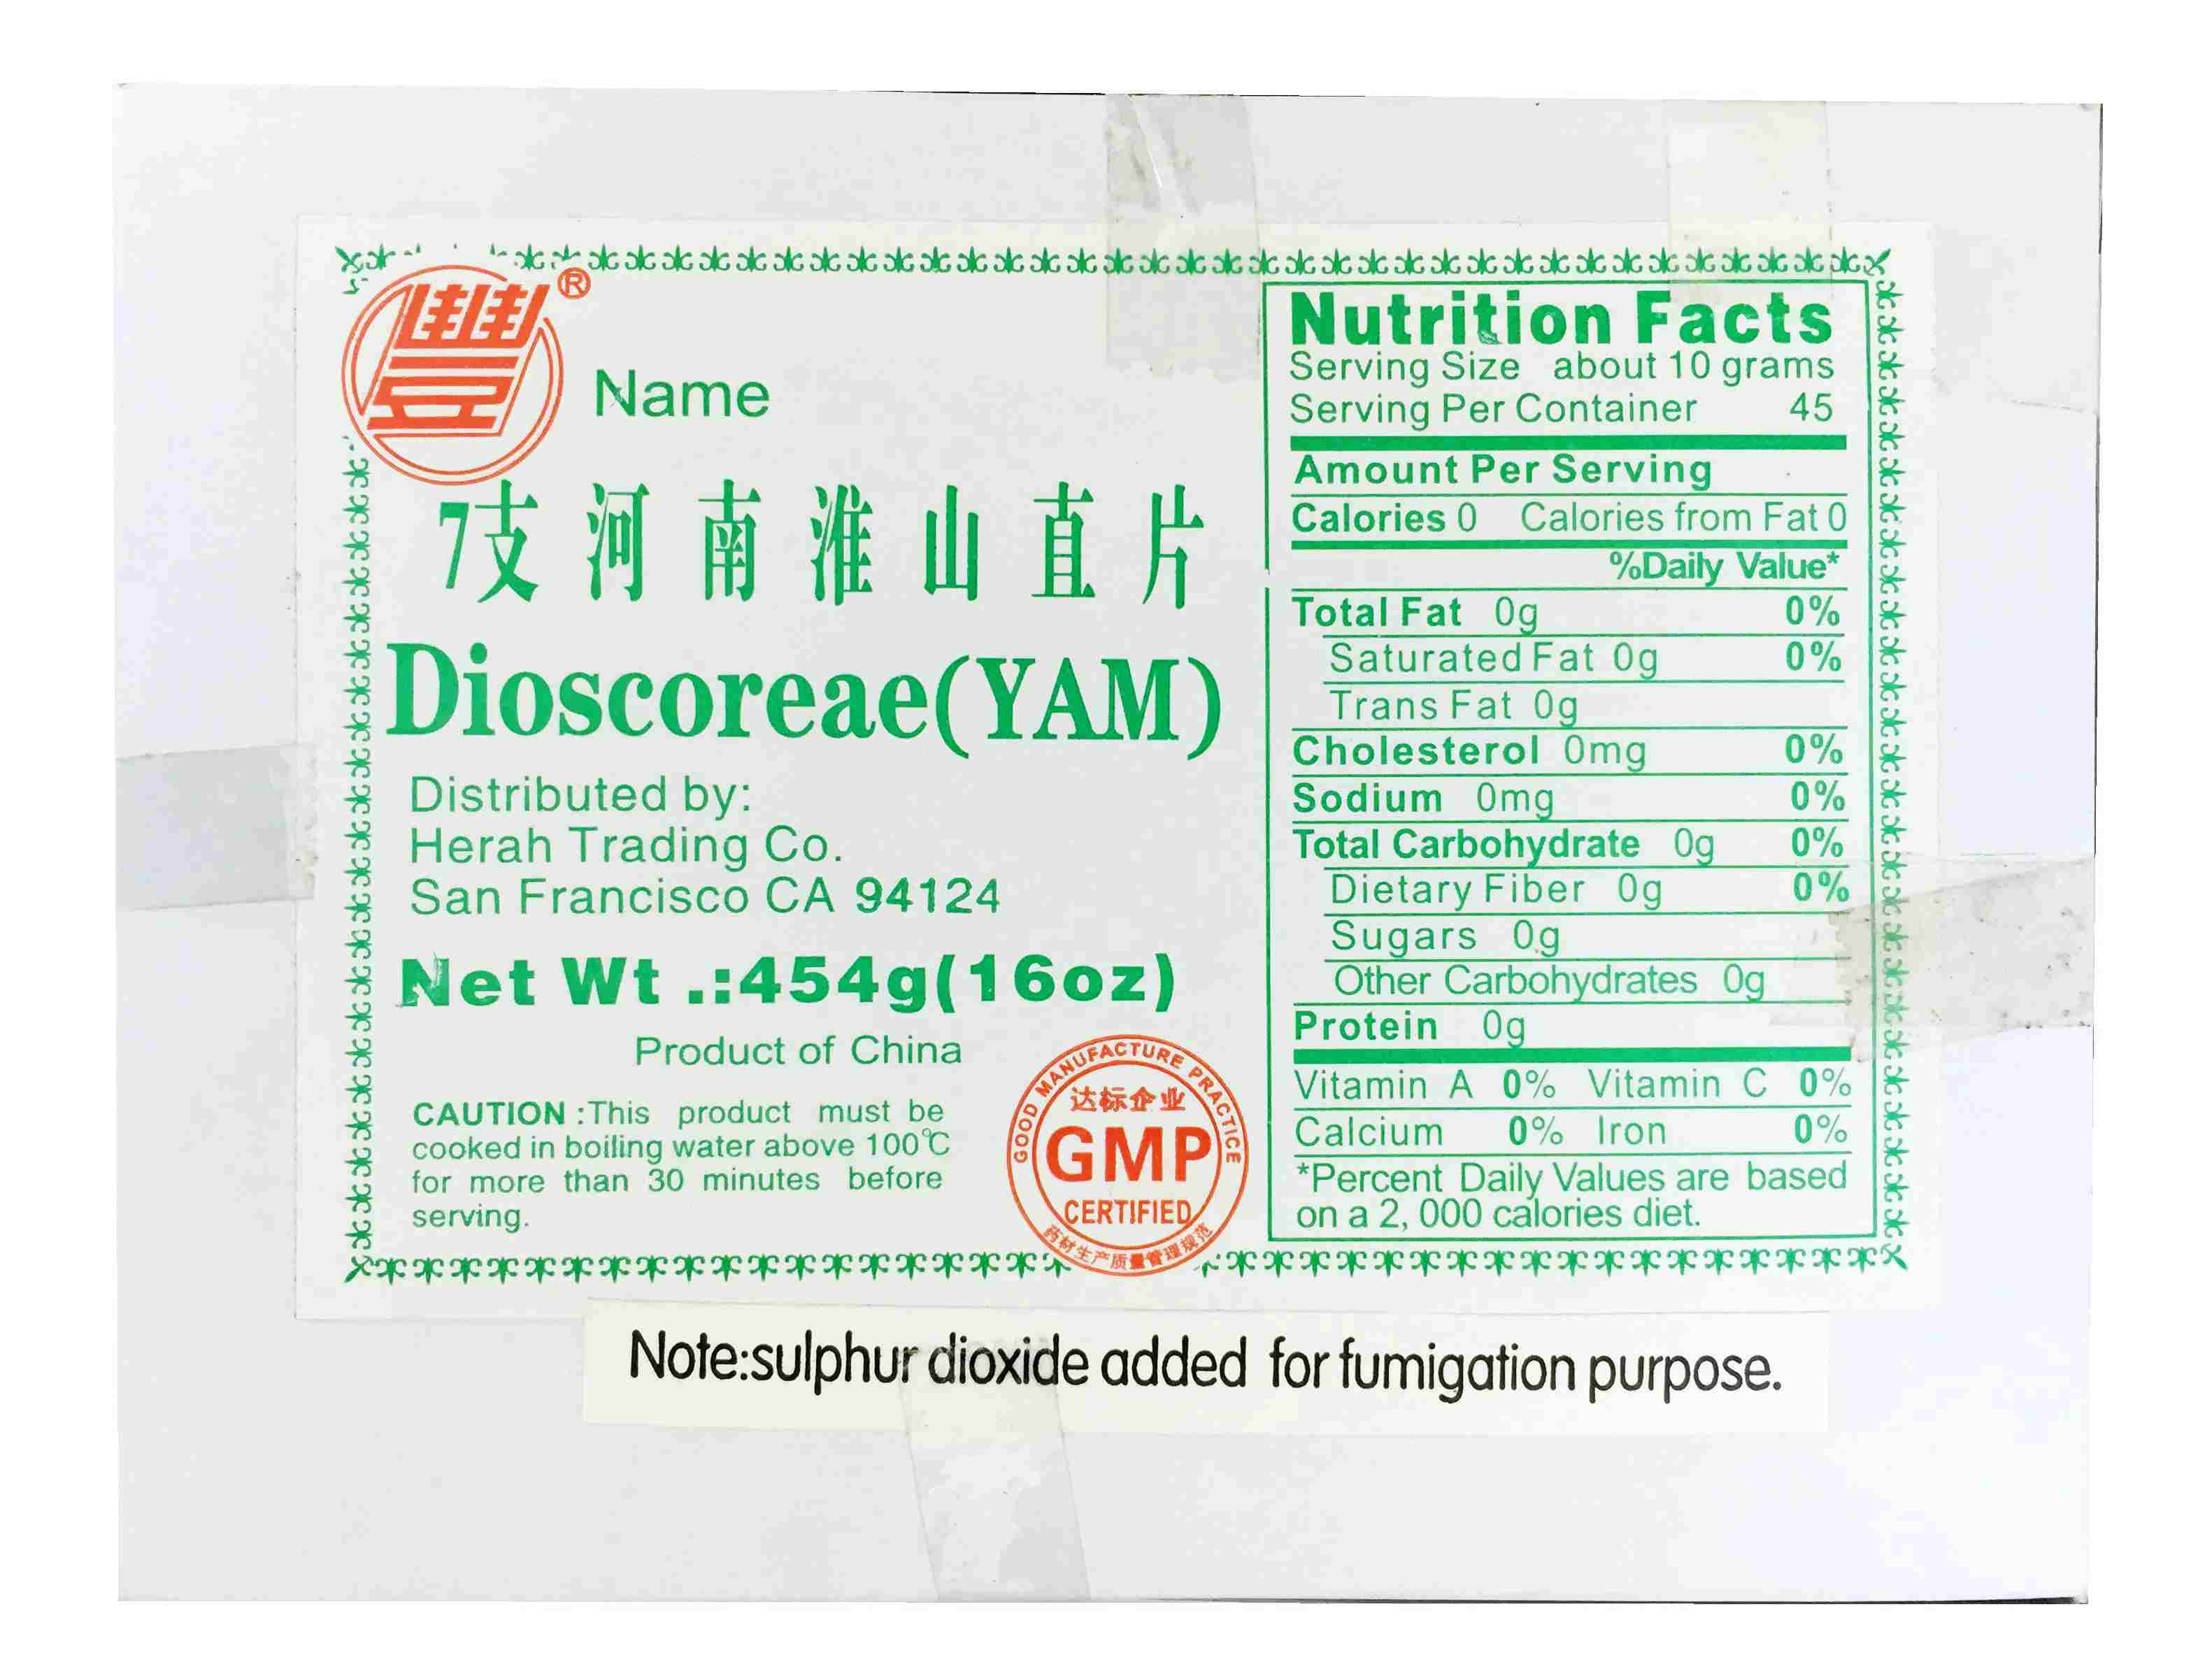 豐®
Name
7支河南淮山直片
Dioscoreae(YAM)
Distributed by:
Herah Trading Co.
San Francisco CA 94124
Net Wt .:454g(16oz)
Product of China
CAUTION :This product must be
cooked in boiling water above 100℃
for more than 30 minutes before
serving.
GOOD MANUFACTURE PRACTICE
达标企业
GMP
CERTIFIED
药材生产质量管理规范
Nutrition Facts
Serving Size about 10 grams
Serving Per Container 45
Amount Per Serving
Calories 0 Calories from Fat 0
%Daily Value*
Total Fat 0g 0%
Saturated Fat 0g 0%
Trans Fat 0g
Cholesterol 0mg 0%
Sodium 0mg 0%
Total Carbohydrate 0g 0%
Dietary Fiber 0g 0%
Sugars 0g
Other Carbohydrates 0g
Protein 0g
Vitamin A 0% Vitamin C 0%
Calcium 0% Iron 0%
*Percent Daily Values are based
on a 2, 000 calories diet.
Note:sulphur dioxide added for fumigation purpose.